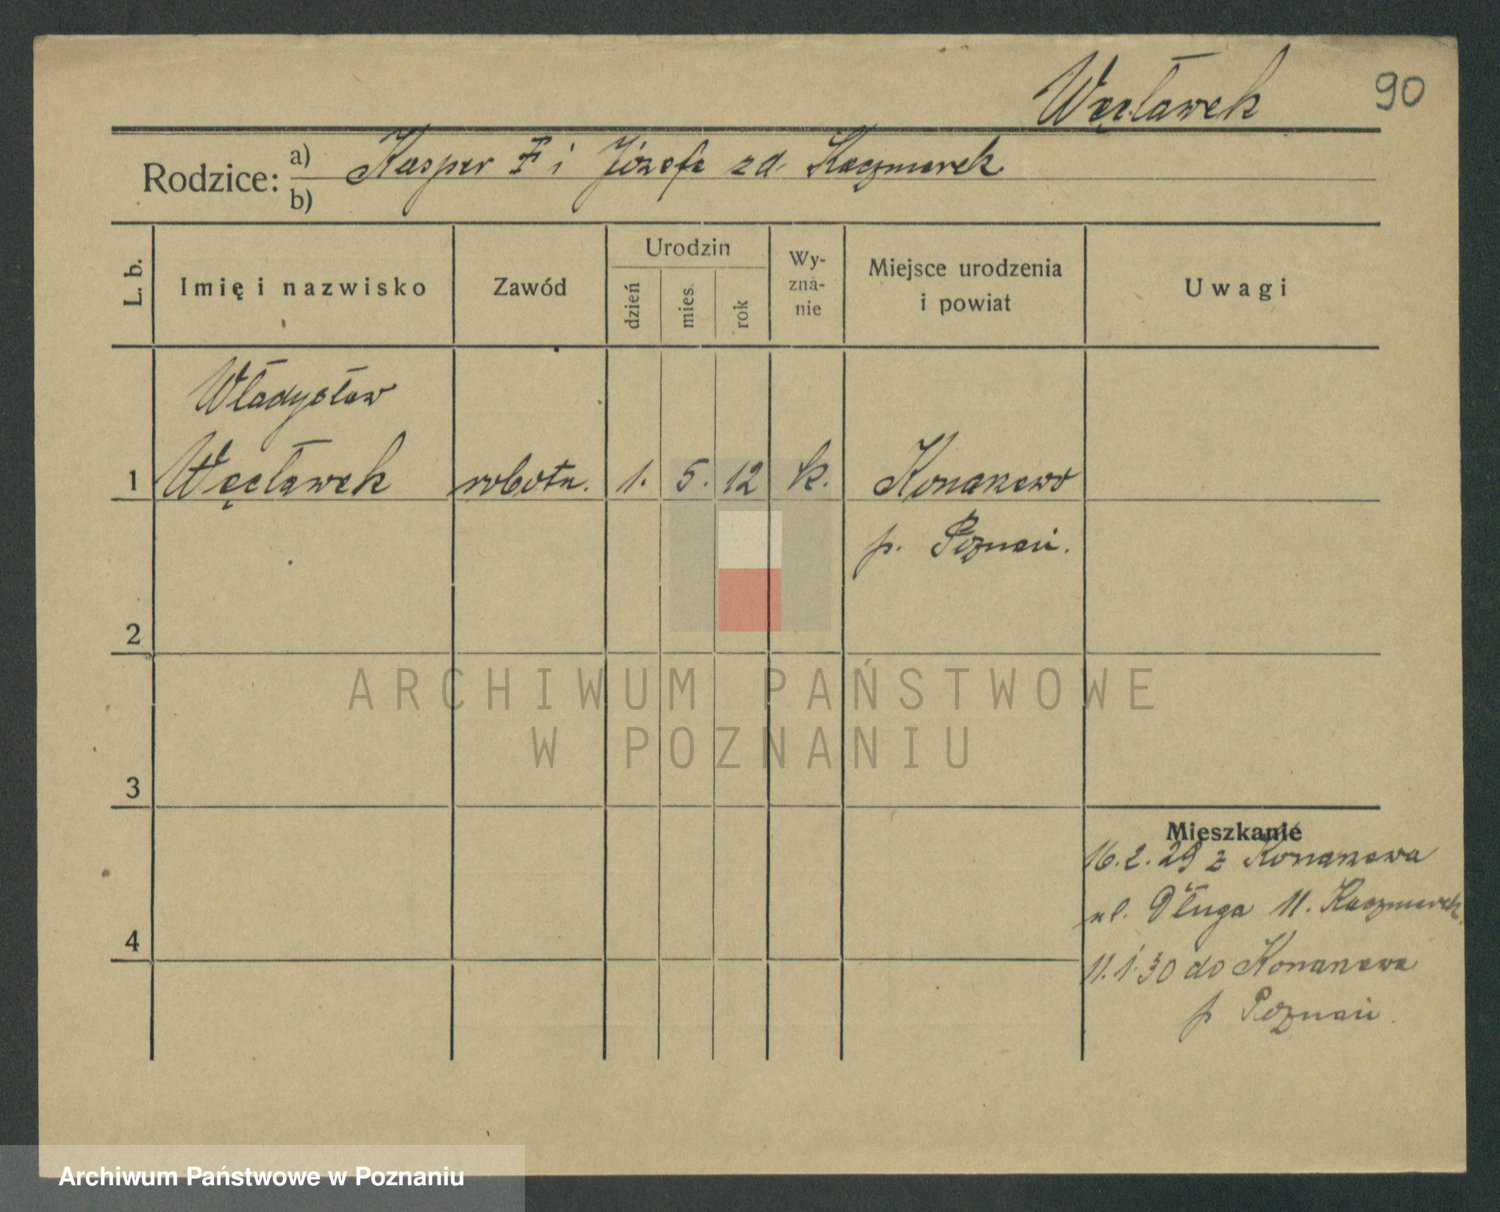 Węcławek
90
Rodzice: a) Kasper F i Józefa zd. Kaczmarek
b)
L. b.
Imię i nazwisko
Zawód
Urodzin
dzień
mies.
rok
Wy-
zna-
nie
Miejsce urodzenia
i powiat
Uwagi
Władysław
1 Węcławek robotn. 1. 5. 12 k. Konarzewo
p. Poznań.
2
ARCHIWUM PAŃSTWOWE
W POZNANIU
3
Mieszkanie
16.2.29 z Konarzewa
ul. Długa 11. Kaczmarek
4
11.1.30 do Konarzewa
p Poznań.
Archiwum Państwowe w Poznaniu